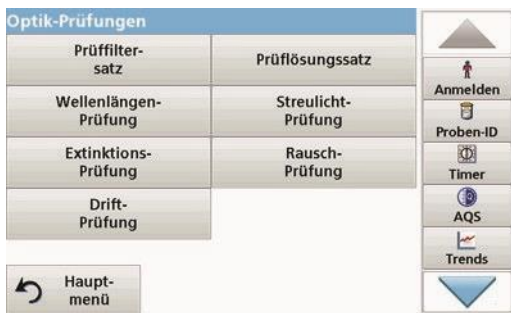 Optik-Prüfungen
Prüffilter-
satz
Prüflösungssatz
Wellenlängen-
Prüfung
Streulicht-
Prüfung
Extinktions-
Prüfung
Rausch-
Prüfung
Drift-
Prüfung
Haupt-
menü
Anmelden
Proben-ID
Timer
AQS
Trends